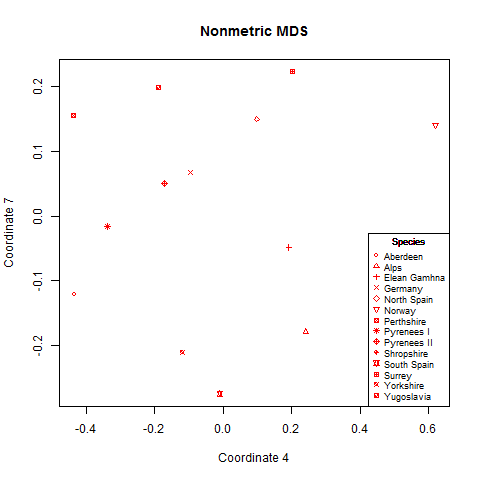 Nonmetric MDS
Coordinate 7
0.2
0.1
0.0
-0.1
-0.2
-0.4
-0.2
0.0
0.2
0.4
0.6
Coordinate 4
Species
Aberdeen
Alps
Elean Gamhna
Germany
North Spain
Norway
Perthshire
Pyrenees I
Pyrenees II
Shropshire
South Spain
Surrey
Yorkshire
Yugoslavia